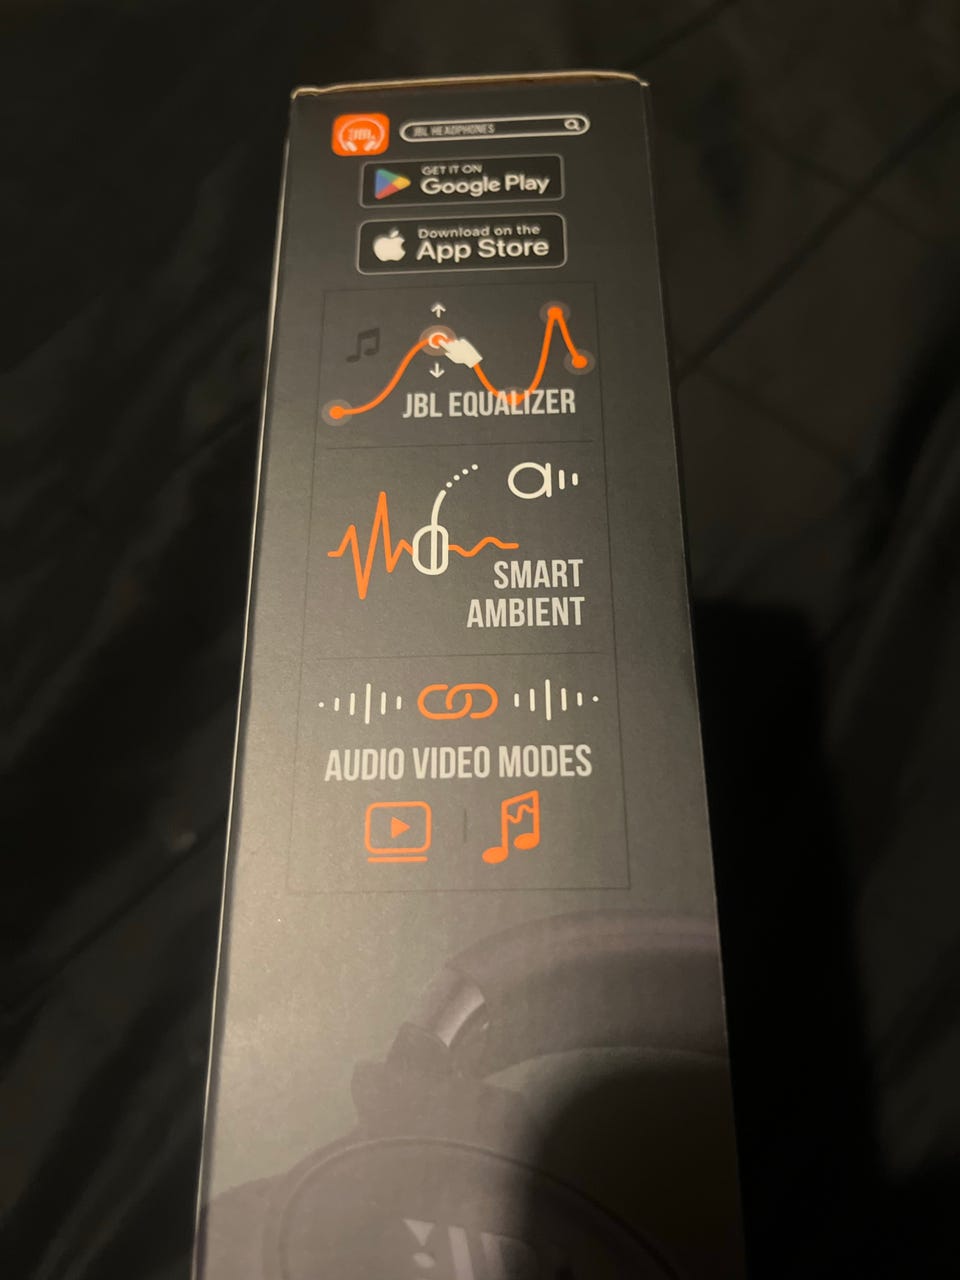 JBL
JBL HEADPHONES
GET IT ON
Google Play
Download on the
App Store
JBL EQUALIZER
SMART
AMBIENT
AUDIO VIDEO MODES